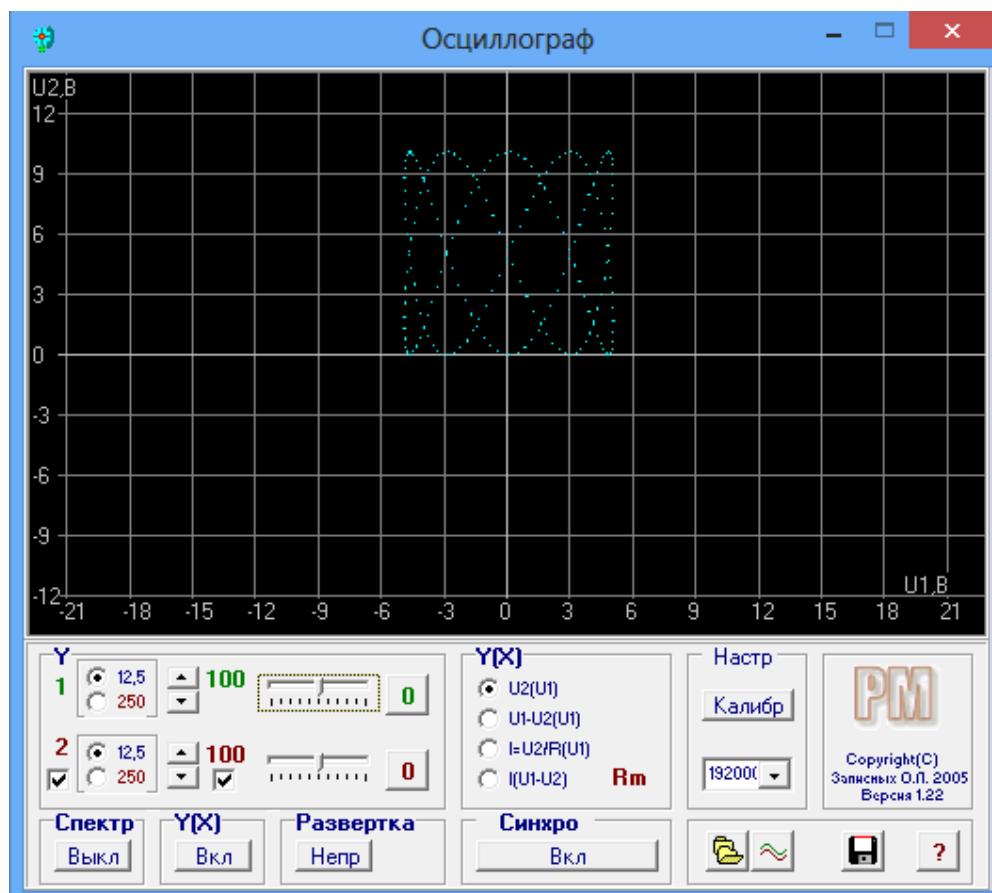 Осциллограф
U2,В
12
9
6
3
0
-3
-6
-9
-12
U1,В
-21 -18 -15 -12 -9 -6 -3 0 3 6 9 12 15 18 21
Y
1 12,5 250 100 0
2 12,5 250 100 0
Y(X)
U2(U1)
U1-U2(U1)
I=U2/R(U1)
I(U1-U2) Rm
Настр
Калибр
19200(
PM
Copyright(C)
Записных О.Л. 2005
Версия 1.22
Спектр
Выкл
Y(X)
Вкл
Развертка
Непр
Синхро
Вкл
?